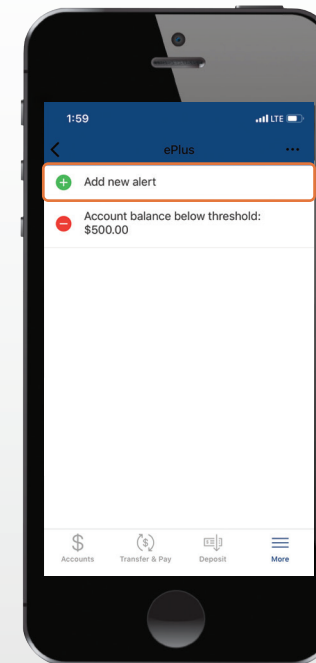 1:59
LTE
ePlus
Add new alert
Account balance below threshold:
$500.00
Accounts
Transfer & Pay
Deposit
More